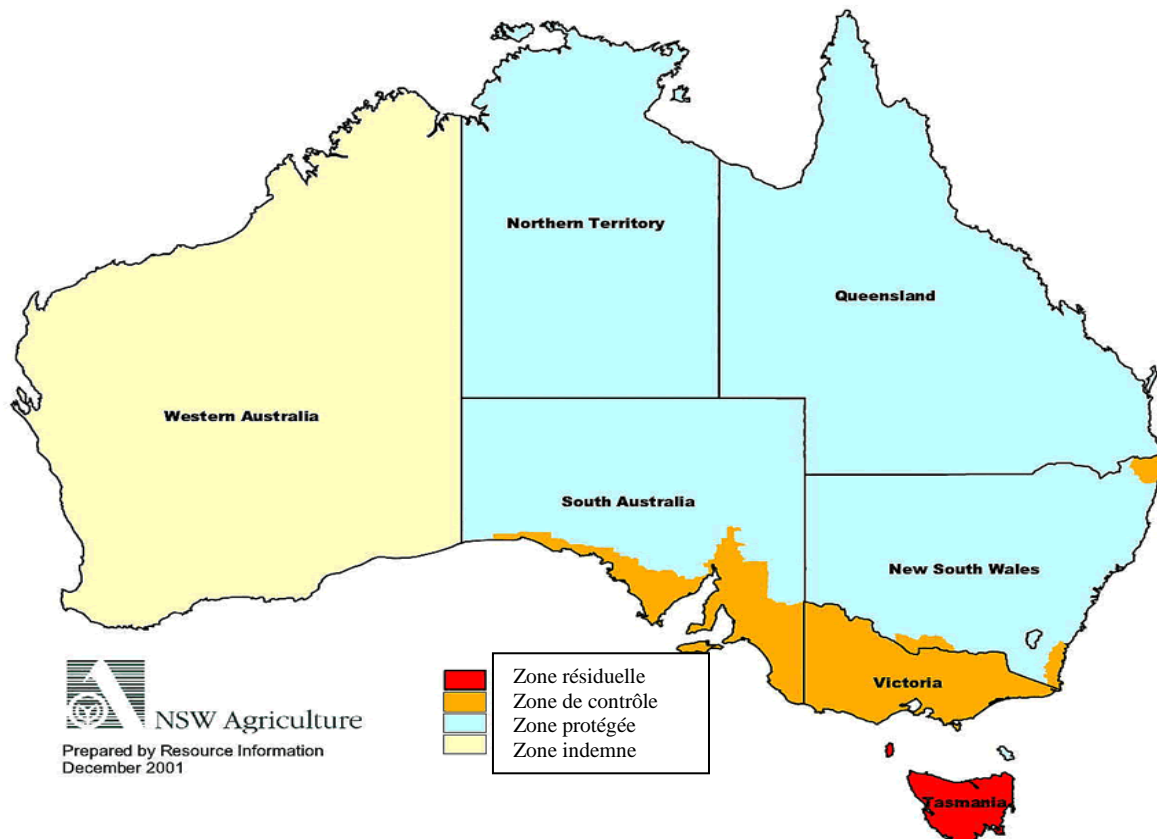 Northern Territory
Queensland
Western Australia
South Australia
New South Wales
Victoria
Tasmania
Zone résiduelle
Zone de contrôle
Zone protégée
Zone indemne
NSW Agriculture
Prepared by Resource Information
December 2001